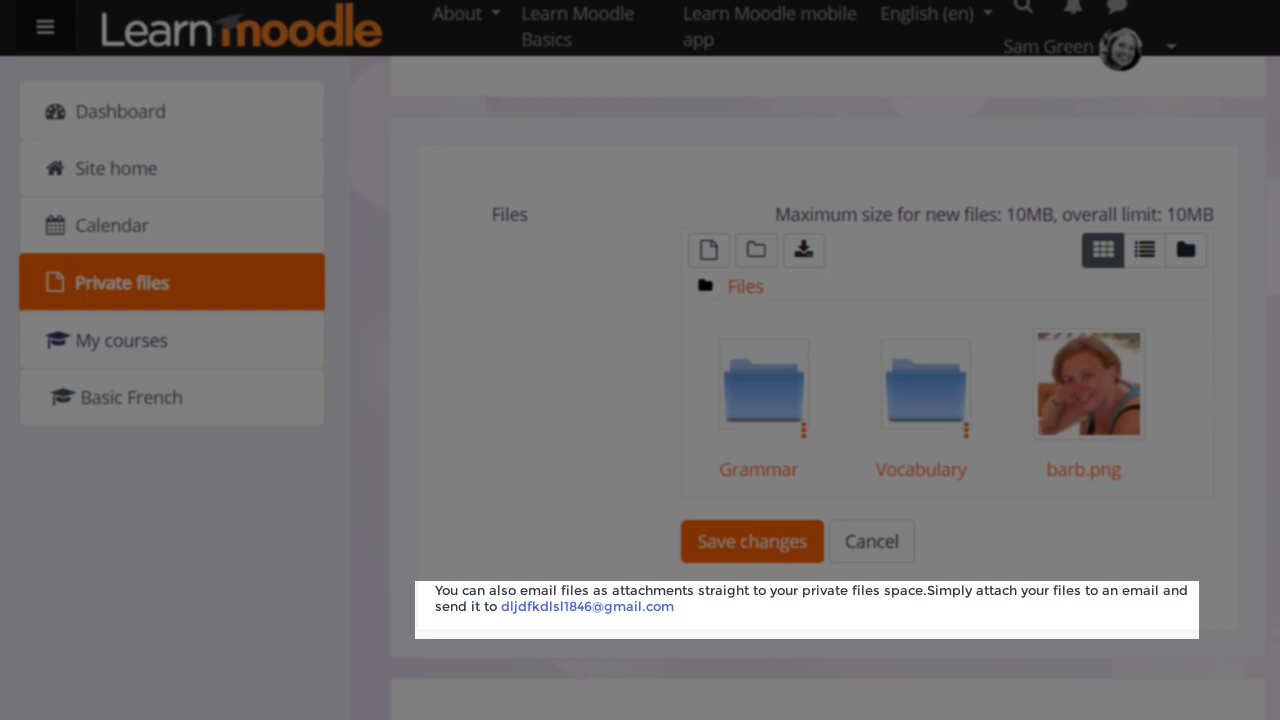 Learn moodle
About
Learn Moodle
Basics
Learn Moodle mobile
app
English (en)
Sam Green
Dashboard
Site home
Calendar
Private files
My courses
Basic French
Files
Maximum size for new files: 10MB, overall limit: 10MB
Files
Grammar
Vocabulary
barb.png
Save changes
Cancel
You can also email files as attachments straight to your private files space.Simply attach your files to an email and
send it to dljdfkdlsl1846@gmail.com